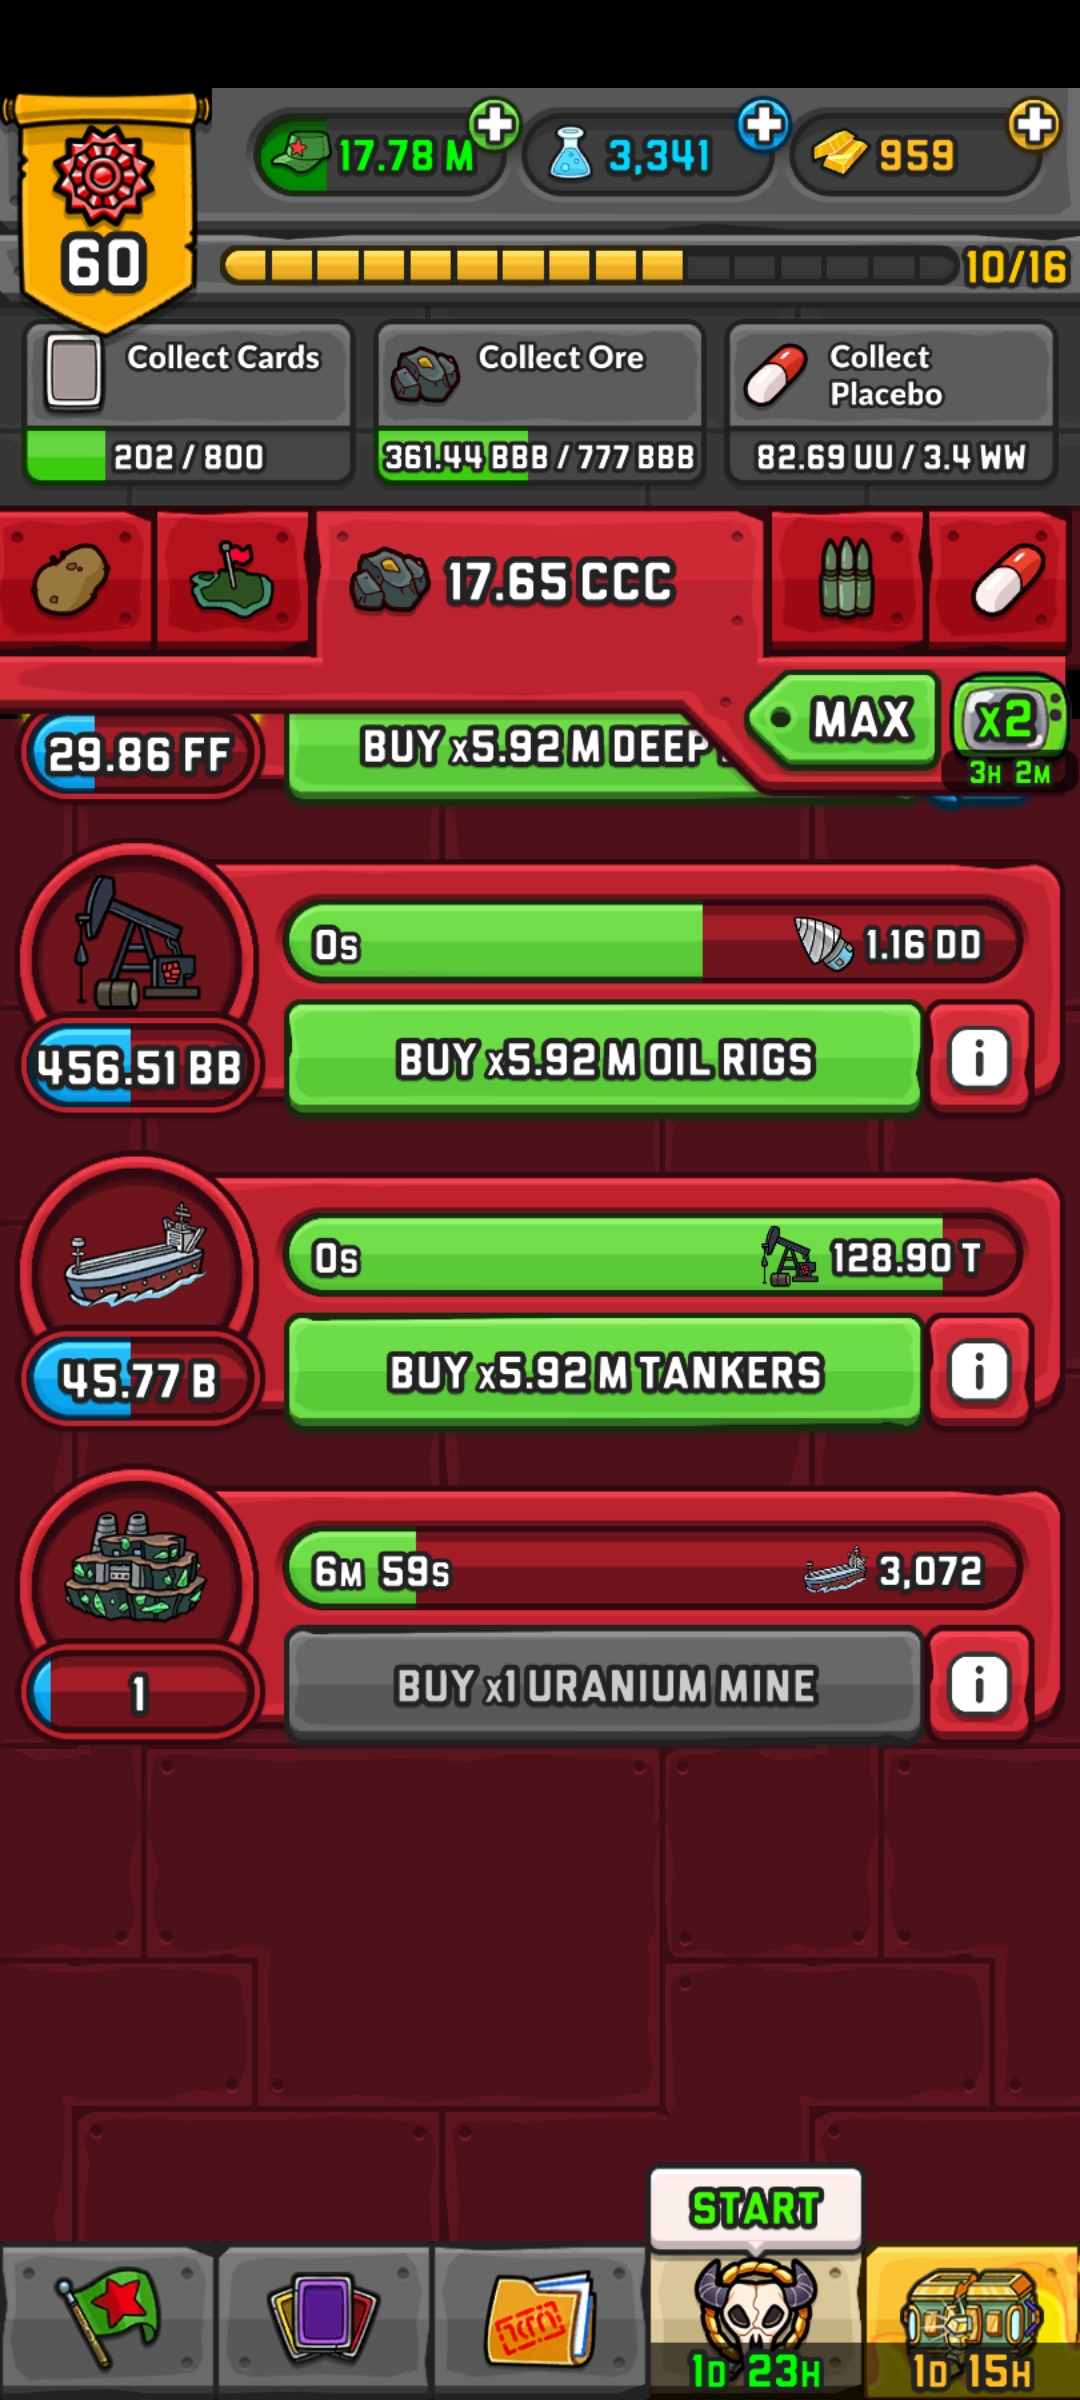 17.78 M
3,341
959
60
10/16
Collect Cards
202 / 800
Collect Ore
361.44 BBB / 777 BBB
Collect
Placebo
82.69 UU / 3.4 WW
17.65 CCC
MAX
x2
3H 2M
29.86 FF
BUY x5.92 M DEEP
0s
1.16 DD
456.51 BB
BUY x5.92 M OIL RIGS
i
0s
128.90 T
45.77 B
BUY x5.92 M TANKERS
i
6M 59s
3,072
1
BUY x1 URANIUM MINE
i
START
1D 23H
1D 15H